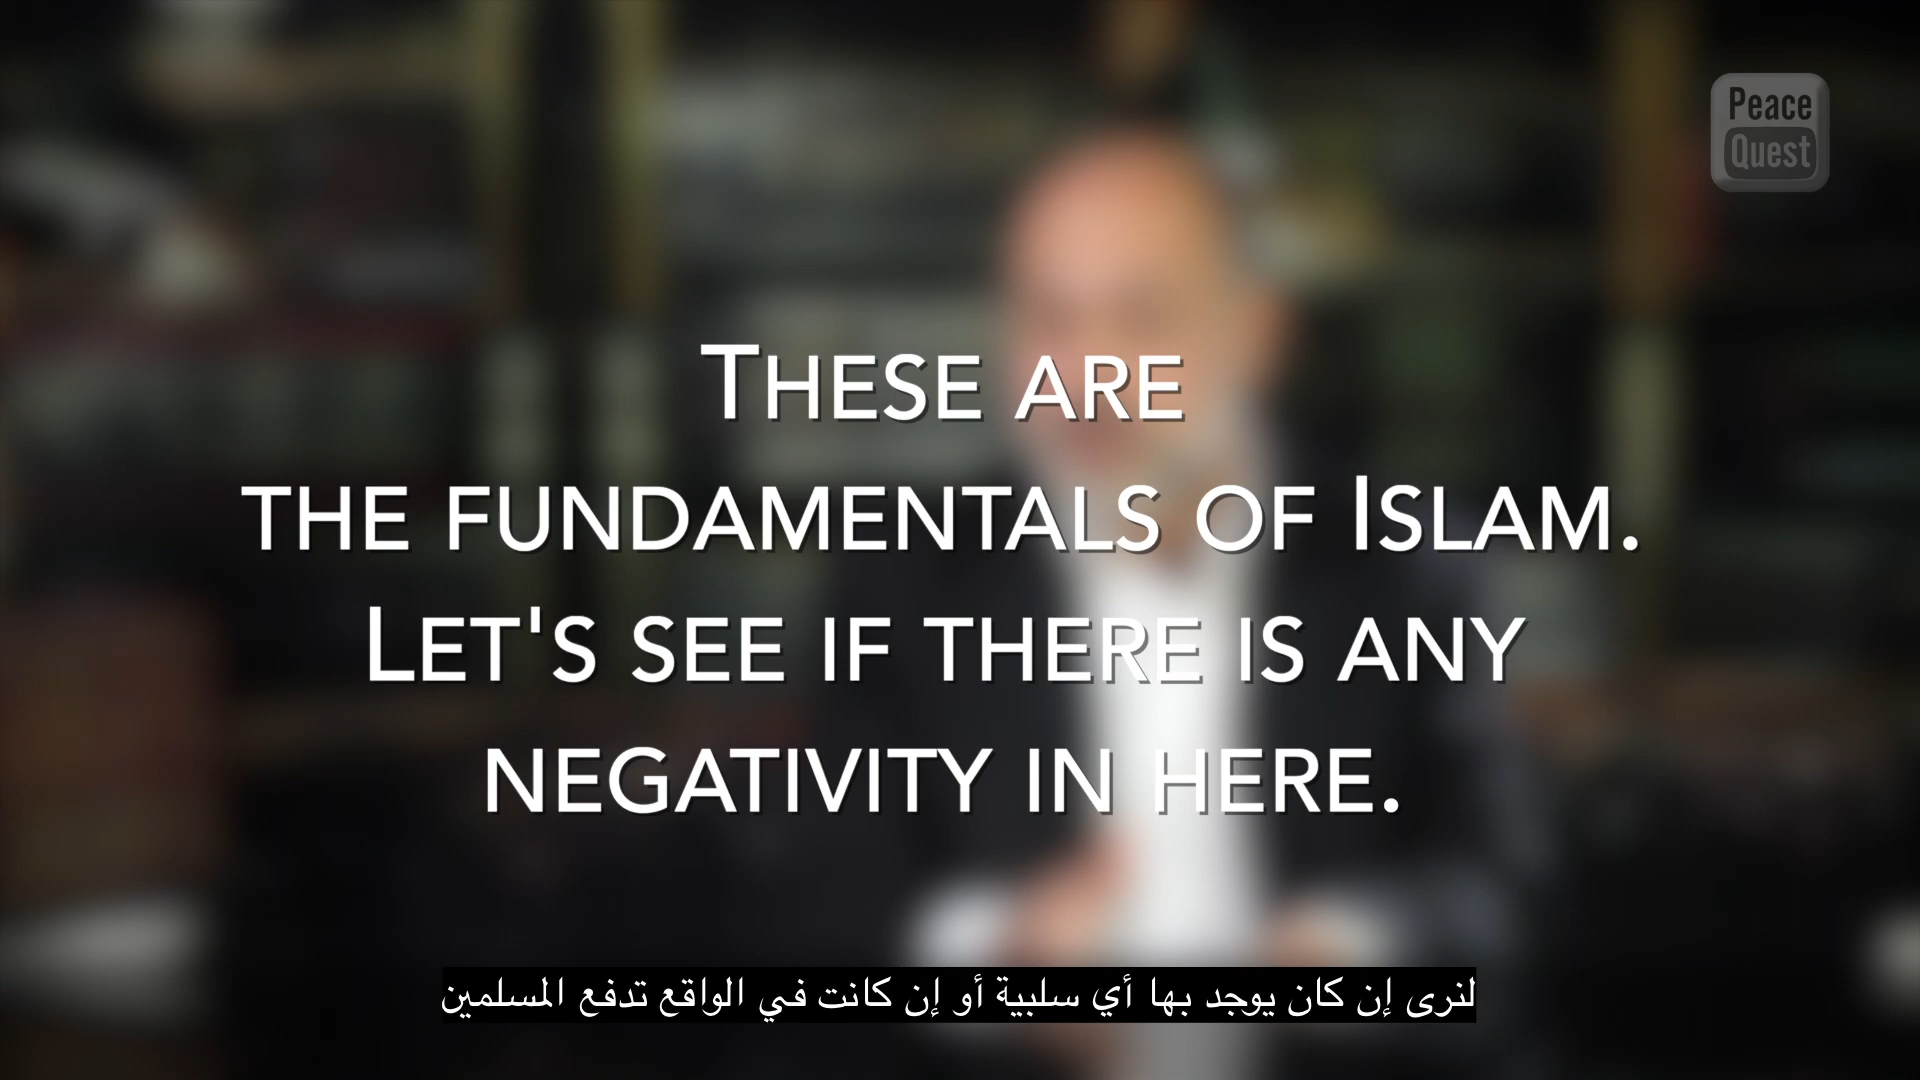 Peace
Quest
These are
the fundamentals of Islam.
Let's see if there is any
negativity in here.
لنرى إن كان يوجد بها أي سلبية أو إن كانت في الواقع تدفع المسلمين